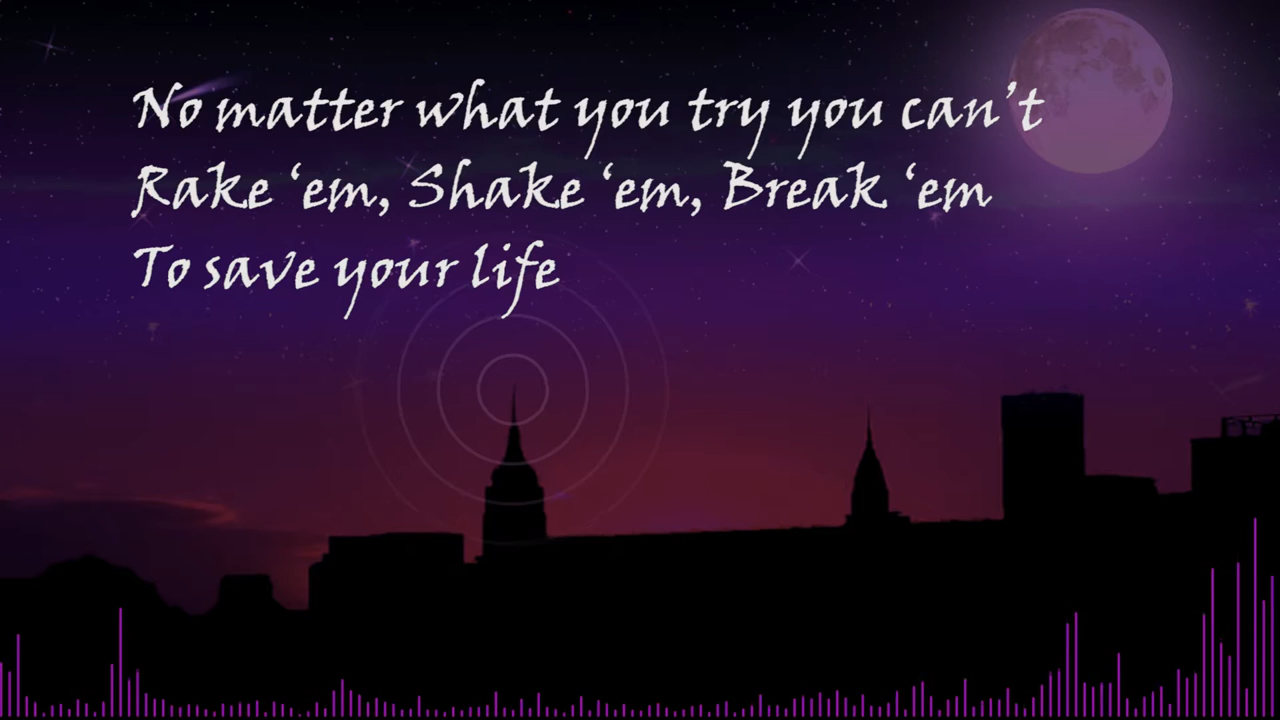 No matter what you try you can’t
Rake ‘em, Shake ‘em, Break ‘em
To save your life